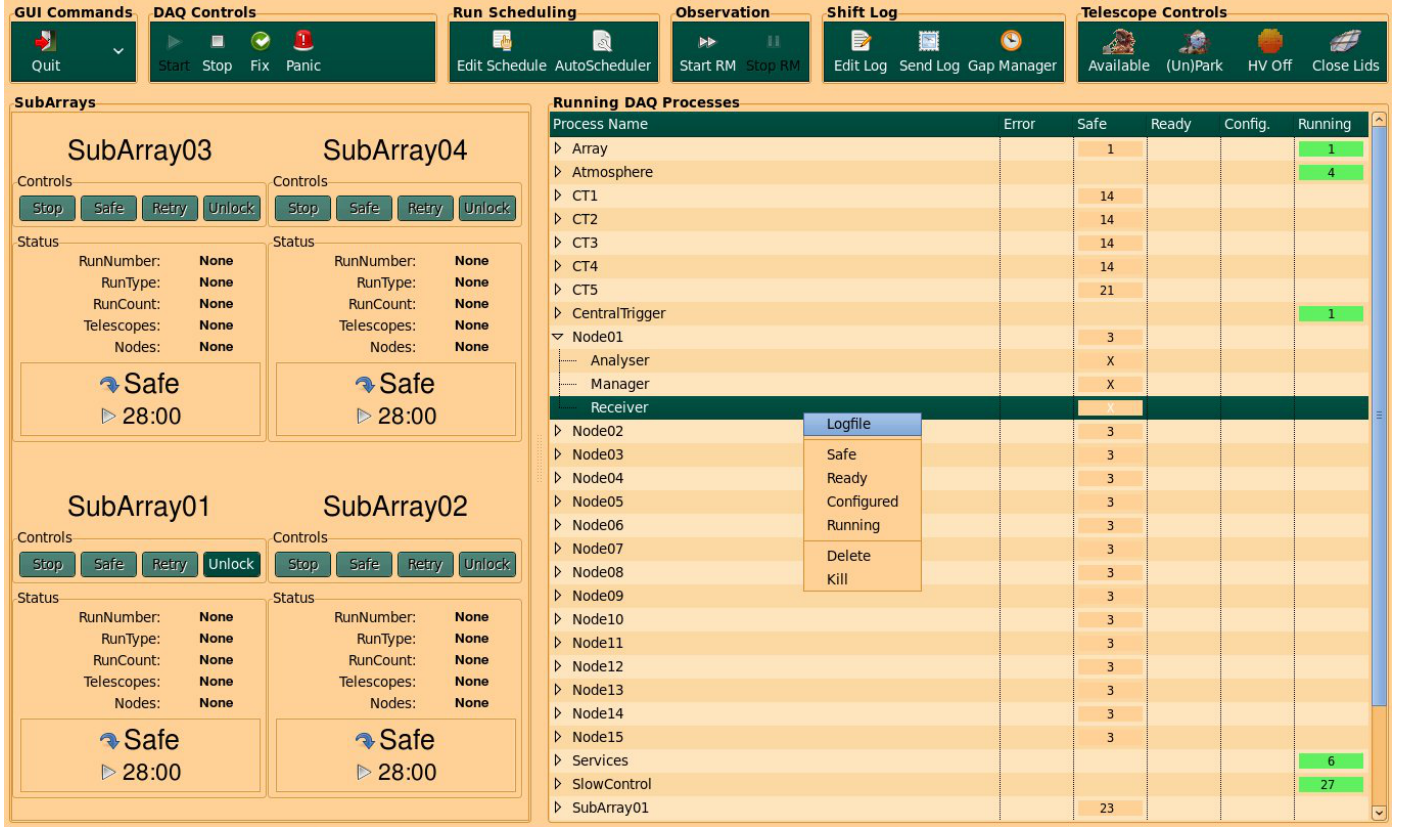 GUI Commands DAQ Controls Run Scheduling Observation Shift Log Telescope Controls
Quit Start Stop Fix Panic Edit Schedule AutoScheduler Start RM Stop RM Edit Log Send Log Gap Manager Available (Un)Park HV Off Close Lids
SubArrays
SubArray03 SubArray04
Controls Controls
Stop Safe Retry Unlock Stop Safe Retry Unlock
Status Status
RunNumber: None RunNumber: None
RunType: None RunType: None
RunCount: None RunCount: None
Telescopes: None Telescopes: None
Nodes: None Nodes: None
Safe Safe
28:00 28:00
SubArray01 SubArray02
Controls Controls
Stop Safe Retry Unlock Stop Safe Retry Unlock
Status Status
RunNumber: None RunNumber: None
RunType: None RunType: None
RunCount: None RunCount: None
Telescopes: None Telescopes: None
Nodes: None Nodes: None
Safe Safe
28:00 28:00
Running DAQ Processes
Process Name Error Safe Ready Config. Running
Array 1 1
Atmosphere 4
CT1 14
CT2 14
CT3 14
CT4 14
CT5 21
CentralTrigger 1
Node01 3
Analyser X
Manager X
Receiver X
Node02 3
Node03 3
Node04 3
Node05 3
Node06 3
Node07 3
Node08 3
Node09 3
Node10 3
Node11 3
Node12 3
Node13 3
Node14 3
Node15 3
Services 6
SlowControl 27
SubArray01 23
Logfile
Safe
Ready
Configured
Running
Delete
Kill